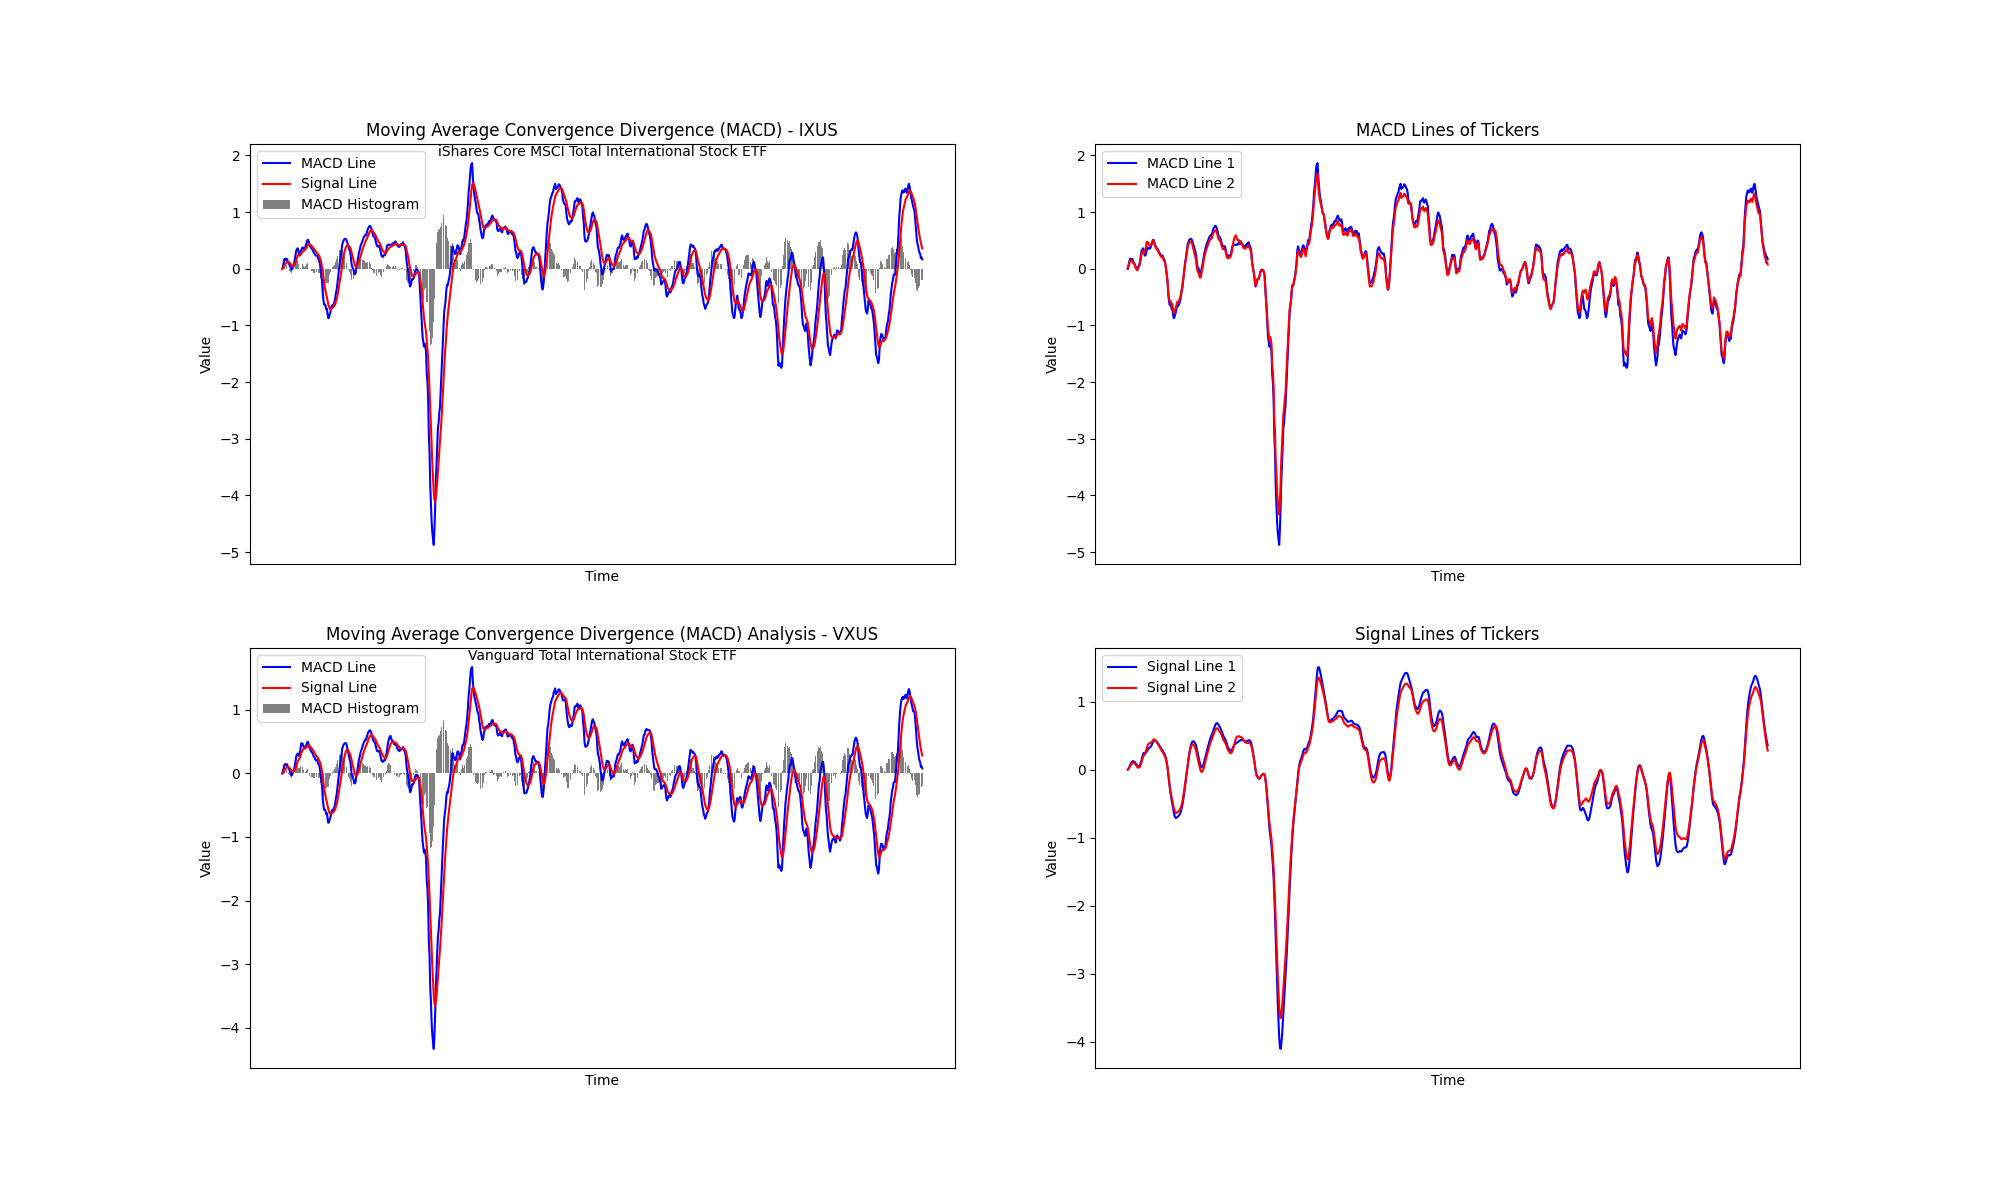 Moving Average Convergence Divergence (MACD) - IXUS
iShares Core MSCI Total International Stock ETF
MACD Line
Signal Line
MACD Histogram
2
1
0
−1
−2
−3
−4
−5
Value
Time
MACD Lines of Tickers
MACD Line 1
MACD Line 2
2
1
0
−1
−2
−3
−4
−5
Value
Time
Moving Average Convergence Divergence (MACD) Analysis - VXUS
Vanguard Total International Stock ETF
MACD Line
Signal Line
MACD Histogram
1
0
−1
−2
−3
−4
Value
Time
Signal Lines of Tickers
Signal Line 1
Signal Line 2
1
0
−1
−2
−3
−4
Value
Time